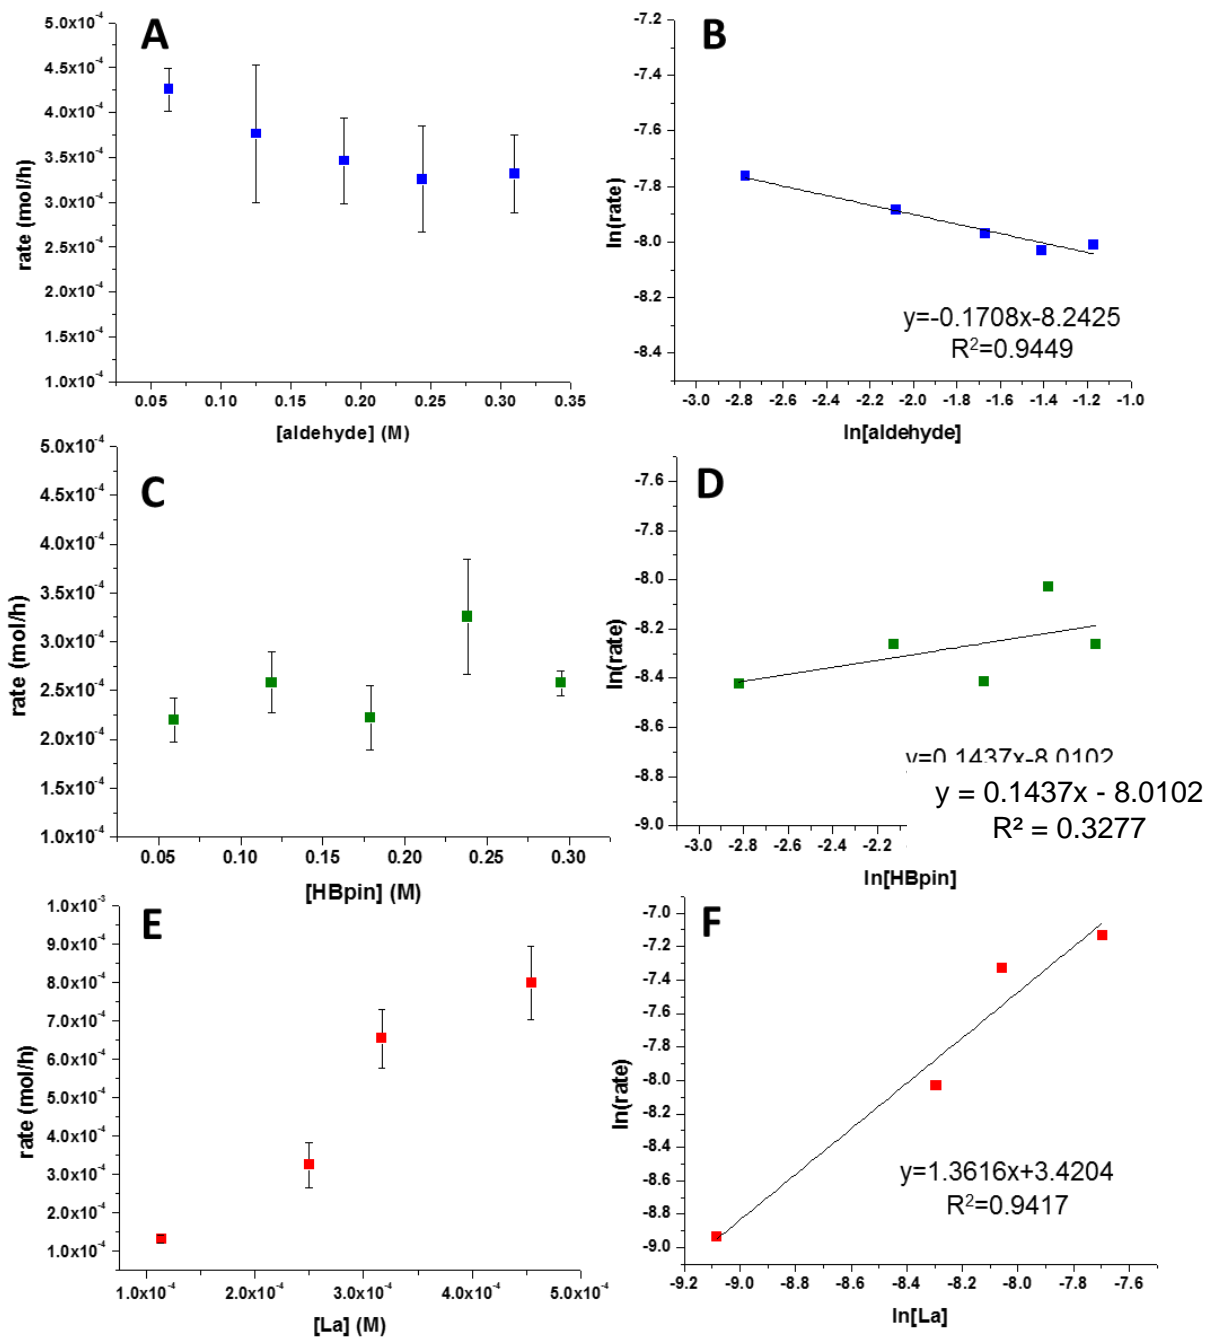 A
5.0x10⁻⁴
4.5x10⁻⁴
4.0x10⁻⁴
3.5x10⁻⁴
3.0x10⁻⁴
2.5x10⁻⁴
2.0x10⁻⁴
1.5x10⁻⁴
1.0x10⁻⁴
rate (mol/h)
0.05 0.10 0.15 0.20 0.25 0.30 0.35
[aldehyde] (M)
B
-7.2
-7.4
-7.6
-7.8
-8.0
-8.2
-8.4
ln(rate)
y=-0.1708x-8.2425
R²=0.9449
-3.0 -2.8 -2.6 -2.4 -2.2 -2.0 -1.8 -1.6 -1.4 -1.2 -1.0
ln[aldehyde]
C
5.0x10⁻⁴
4.5x10⁻⁴
4.0x10⁻⁴
3.5x10⁻⁴
3.0x10⁻⁴
2.5x10⁻⁴
2.0x10⁻⁴
1.5x10⁻⁴
1.0x10⁻⁴
rate (mol/h)
0.05 0.10 0.15 0.20 0.25 0.30
[HBpin] (M)
D
-7.6
-7.8
-8.0
-8.2
-8.4
-8.6
-8.8
-9.0
ln(rate)
y=0.1437x-8.0102
y = 0.1437x - 8.0102
R² = 0.3277
-3.0 -2.8 -2.6 -2.4 -2.2
ln[HBpin]
E
1.0x10⁻³
9.0x10⁻⁴
8.0x10⁻⁴
7.0x10⁻⁴
6.0x10⁻⁴
5.0x10⁻⁴
4.0x10⁻⁴
3.0x10⁻⁴
2.0x10⁻⁴
1.0x10⁻⁴
rate (mol/h)
1.0x10⁻⁴ 2.0x10⁻⁴ 3.0x10⁻⁴ 4.0x10⁻⁴ 5.0x10⁻⁴
[La] (M)
F
-7.0
-7.2
-7.4
-7.6
-7.8
-8.0
-8.2
-8.4
-8.6
-8.8
-9.0
ln(rate)
y=1.3616x+3.4204
R²=0.9417
-9.2 -9.0 -8.8 -8.6 -8.4 -8.2 -8.0 -7.8 -7.6
ln[La]